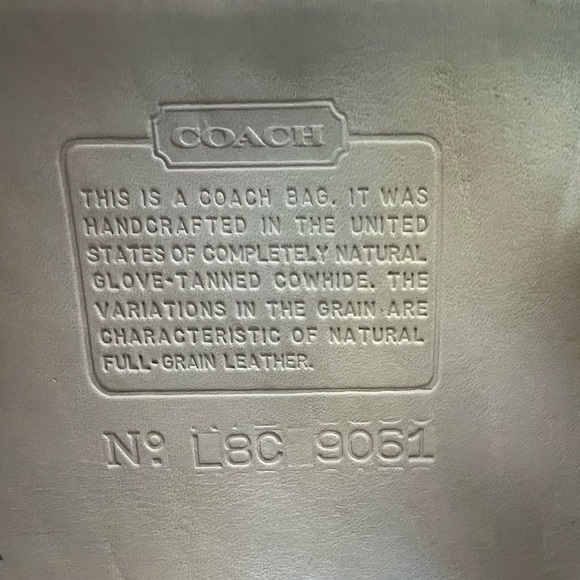 COACH
THIS IS A COACH BAG. IT WAS
HANDCRAFTED IN THE UNITED
STATES OF COMPLETELY NATURAL
GLOVE-TANNED COWHIDE. THE
VARIATIONS IN THE GRAIN ARE
CHARACTERISTIC OF NATURAL
FULL-GRAIN LEATHER.
No: L8C 9061